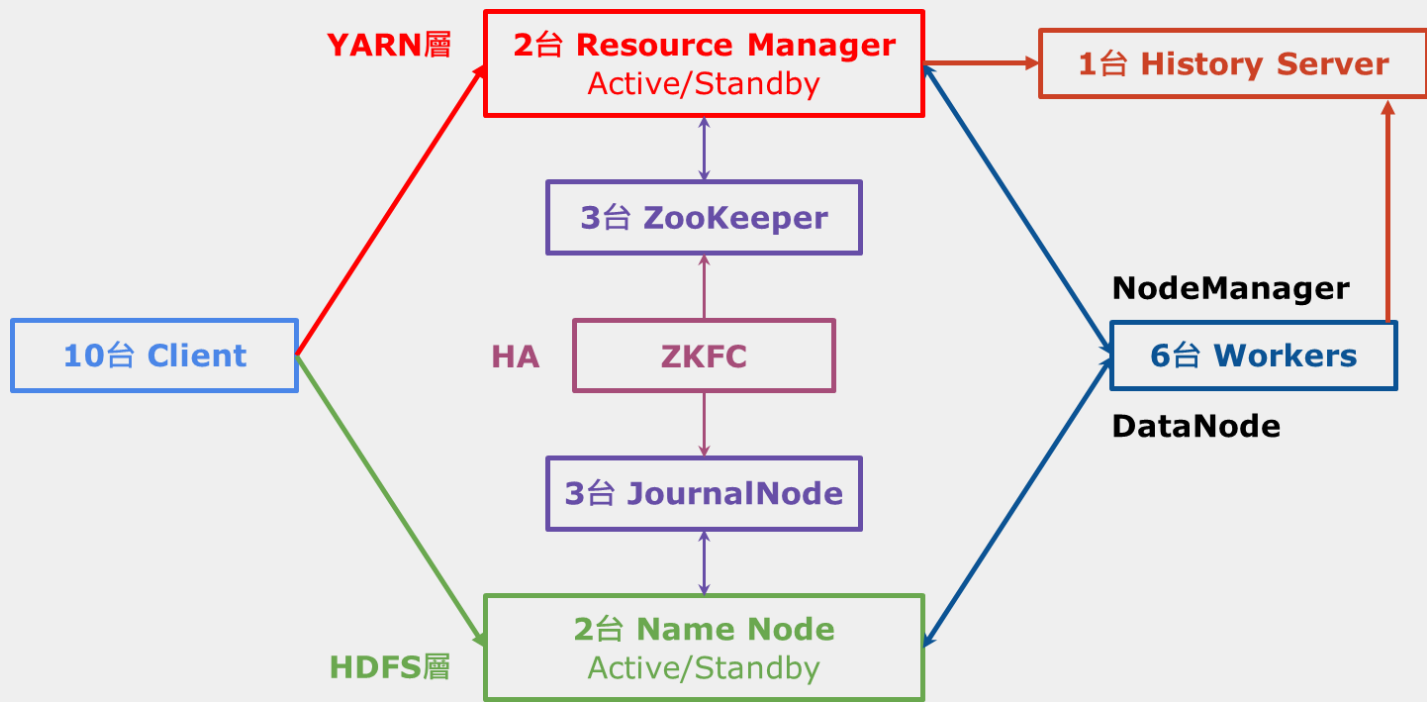 YARN層
2台 Resource Manager
Active/Standby
1台 History Server
3台 ZooKeeper
NodeManager
10台 Client
HA
ZKFC
6台 Workers
DataNode
3台 JournalNode
2台 Name Node
Active/Standby
HDFS層